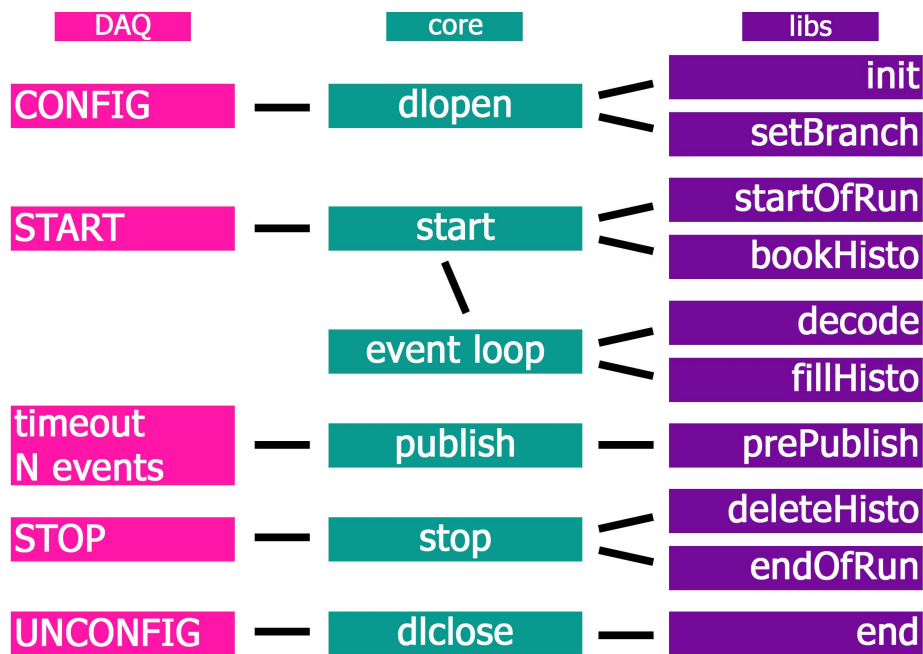 DAQ core libs
CONFIG dlopen init
setBranch
START start startOfRun
bookHisto
event loop decode
fillHisto
timeout
N events publish prePublish
STOP stop deleteHisto
endOfRun
UNCONFIG dlclose end